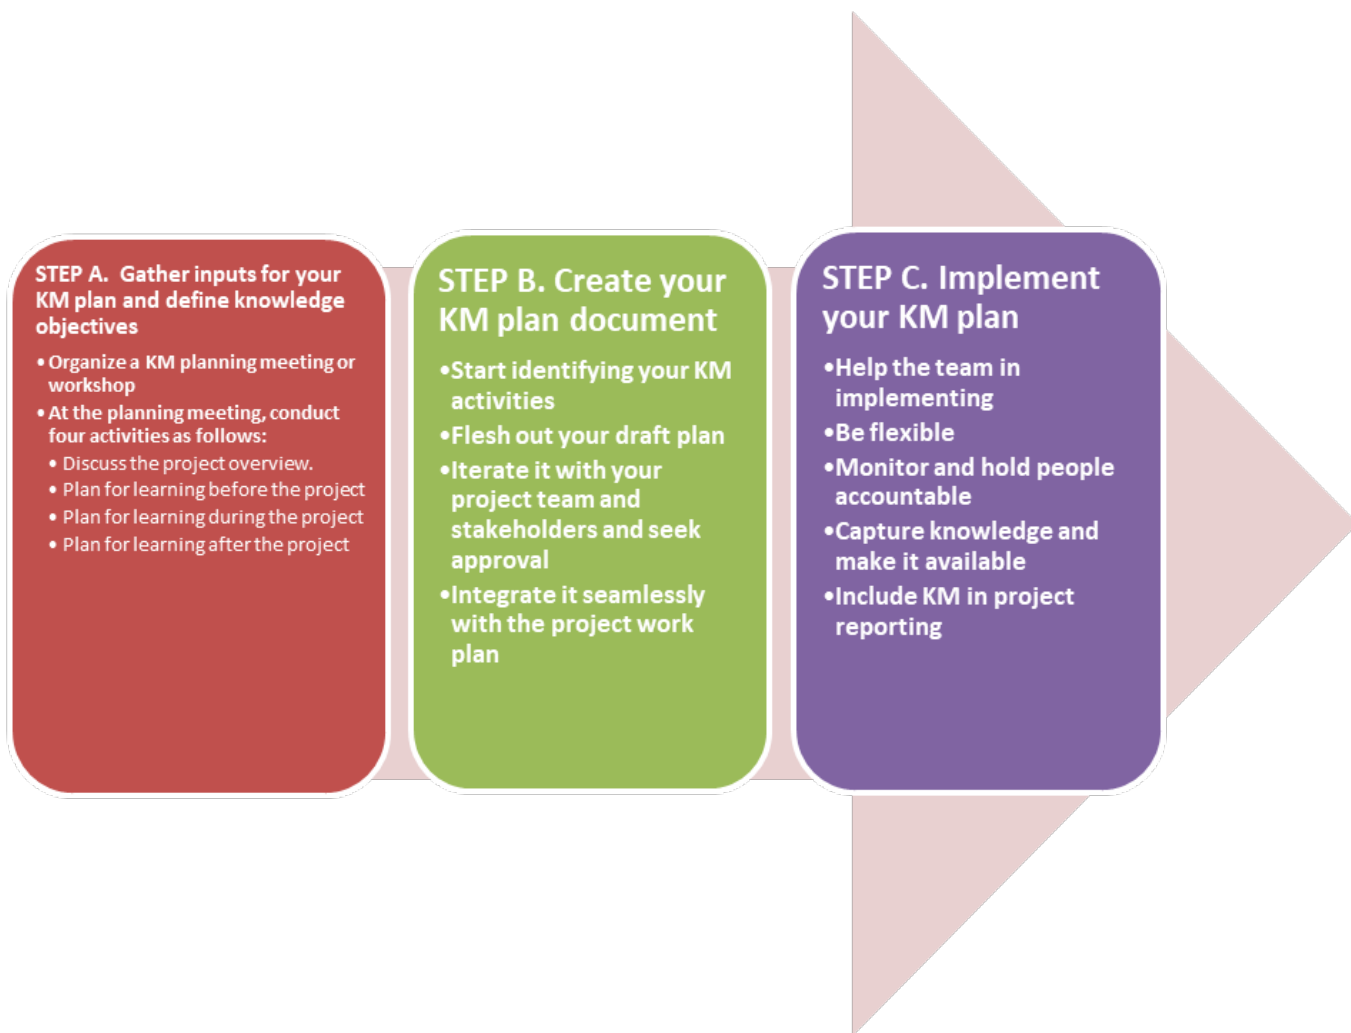 STEP A.  Gather inputs for your
KM plan and define knowledge
objectives
•Organize a KM planning meeting or
workshop
•At the planning meeting, conduct
four activities as follows:
• Discuss the project overview.
• Plan for learning before the project
• Plan for learning during the project
• Plan for learning after the project
STEP B. Create your
KM plan document
•Start identifying your KM
activities
•Flesh out your draft plan
•Iterate it with your
project team and
stakeholders and seek
approval
•Integrate it seamlessly
with the project work
plan
STEP C. Implement
your KM plan
•Help the team in
implementing
•Be flexible
•Monitor and hold people
accountable
•Capture knowledge and
make it available
•Include KM in project
reporting